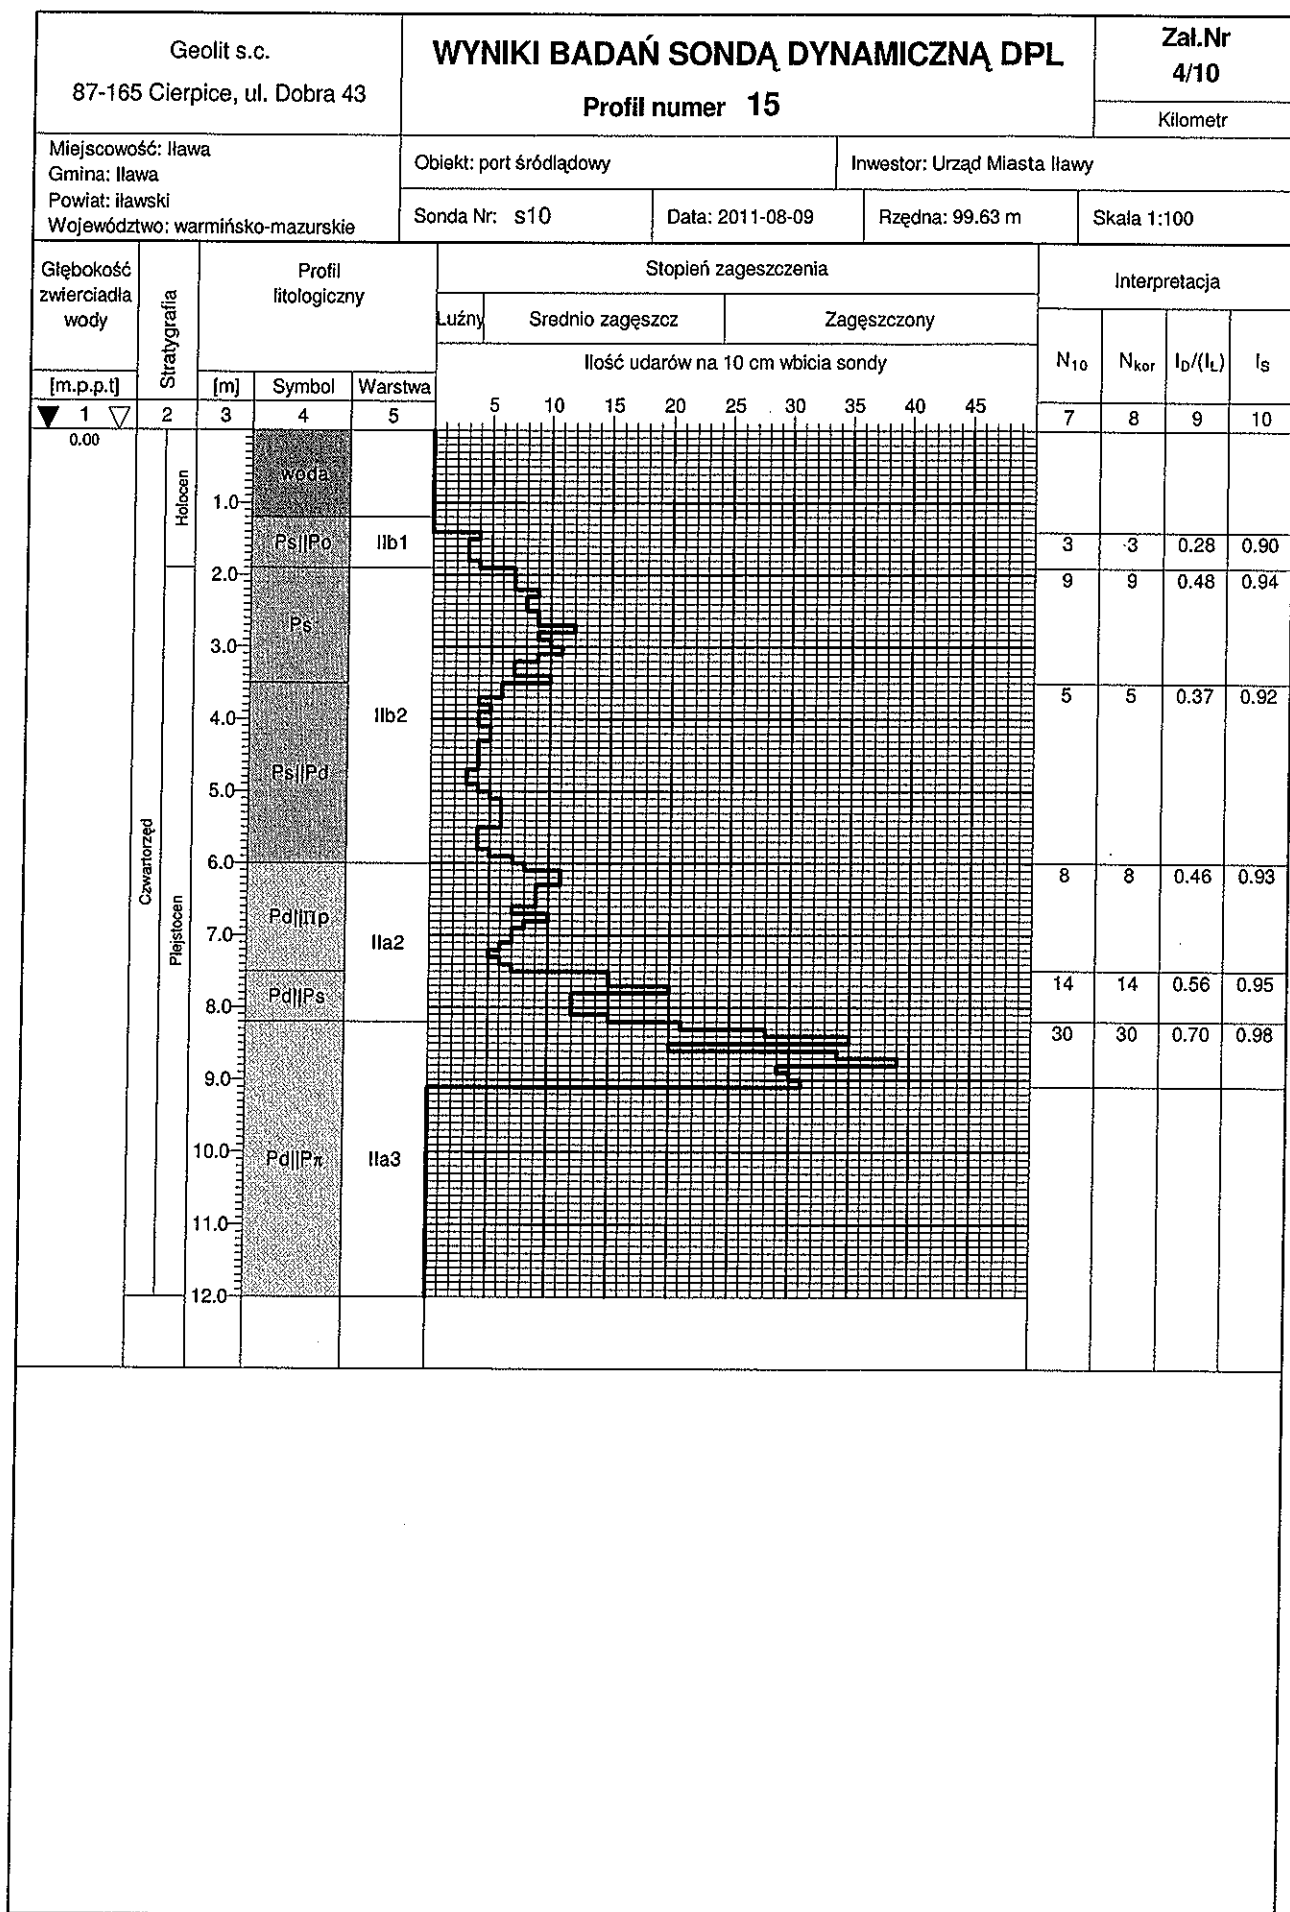 Geolit s.c.
87-165 Cierpice, ul. Dobra 43
WYNIKI BADAŃ SONDĄ DYNAMICZNĄ DPL
Profil numer 15
Zał.Nr
4/10
Kilometr
Miejscowość: Iława
Gmina: Iława
Powiat: iławski
Województwo: warmińsko-mazurskie
Obiekt: port śródlądowy
Inwestor: Urząd Miasta Iławy
Sonda Nr: s10
Data: 2011-08-09
Rzędna: 99.63 m
Skala 1:100
Głębokość
zwierciadła
wody
[m.p.p.t]
Stratygrafia
Profil
litologiczny
[m] Symbol Warstwa
Stopień zageszczenia
Luźny Srednio zagęszcz Zagęszczony
Ilość udarów na 10 cm wbicia sondy
5 10 15 20 25 30 35 40 45
Interpretacja
N10 Nkor ID/(IL) IS
1 2 3 4 5 7 8 9 10
0.00
Holocen
Czwartorzęd
Plejstocen
woda
1.0
Ps||Po IIb1 3 3 0.28 0.90
2.0
9 9 0.48 0.94
Ps
3.0
5 5 0.37 0.92
4.0
IIb2
Ps||Pd
5.0
6.0
8 8 0.46 0.93
Pd||Πp
7.0
IIa2
14 14 0.56 0.95
Pd||Ps
8.0
30 30 0.70 0.98
9.0
10.0
Pd||Pπ IIa3
11.0
12.0